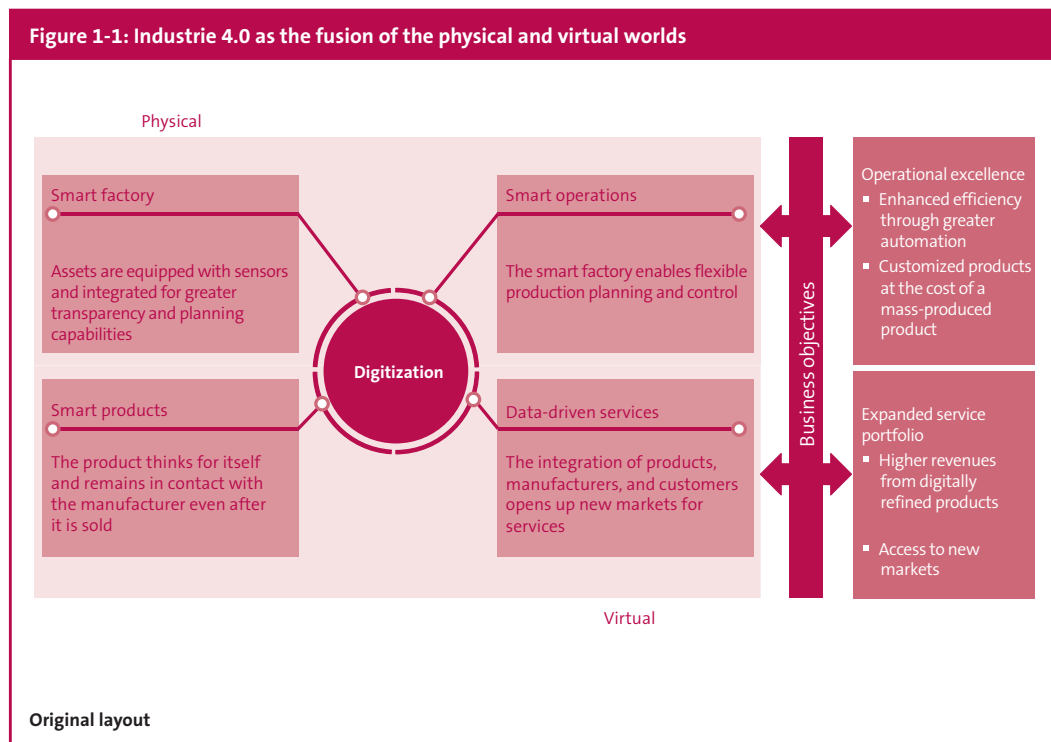 Figure 1-1: Industrie 4.0 as the fusion of the physical and virtual worlds
Physical
Smart factory
Assets are equipped with sensors
and integrated for greater
transparency and planning
capabilities
Smart operations
The smart factory enables flexible
production planning and control
Digitization
Smart products
The product thinks for itself
and remains in contact with
the manufacturer even after
it is sold
Data-driven services
The integration of products,
manufacturers, and customers
opens up new markets for
services
Business objectives
Operational excellence
Enhanced efficiency
through greater
automation
Customized products
at the cost of a
mass-produced
product
Expanded service
portfolio
Higher revenues
from digitally
refined products
Access to new
markets
Virtual
Original layout